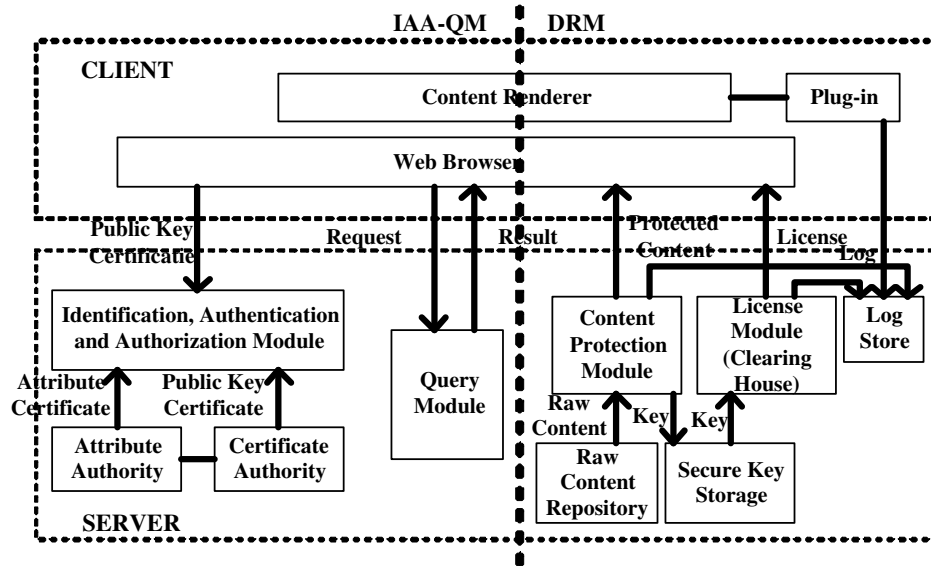 IAA-QM DRM
CLIENT
Content Renderer
Plug-in
Web Browser
Public Key
Certificatie
Request
Result
Protected
Content
License
Log
Identification, Authentication
and Authorization Module
Query
Module
Content
Protection
Module
License
Module
(Clearing
House)
Log
Store
Attribute
Certificate
Public Key
Certificate
Raw
Content
Key
Key
Attribute
Authority
Certificate
Authority
Raw
Content
Repository
Secure Key
Storage
SERVER